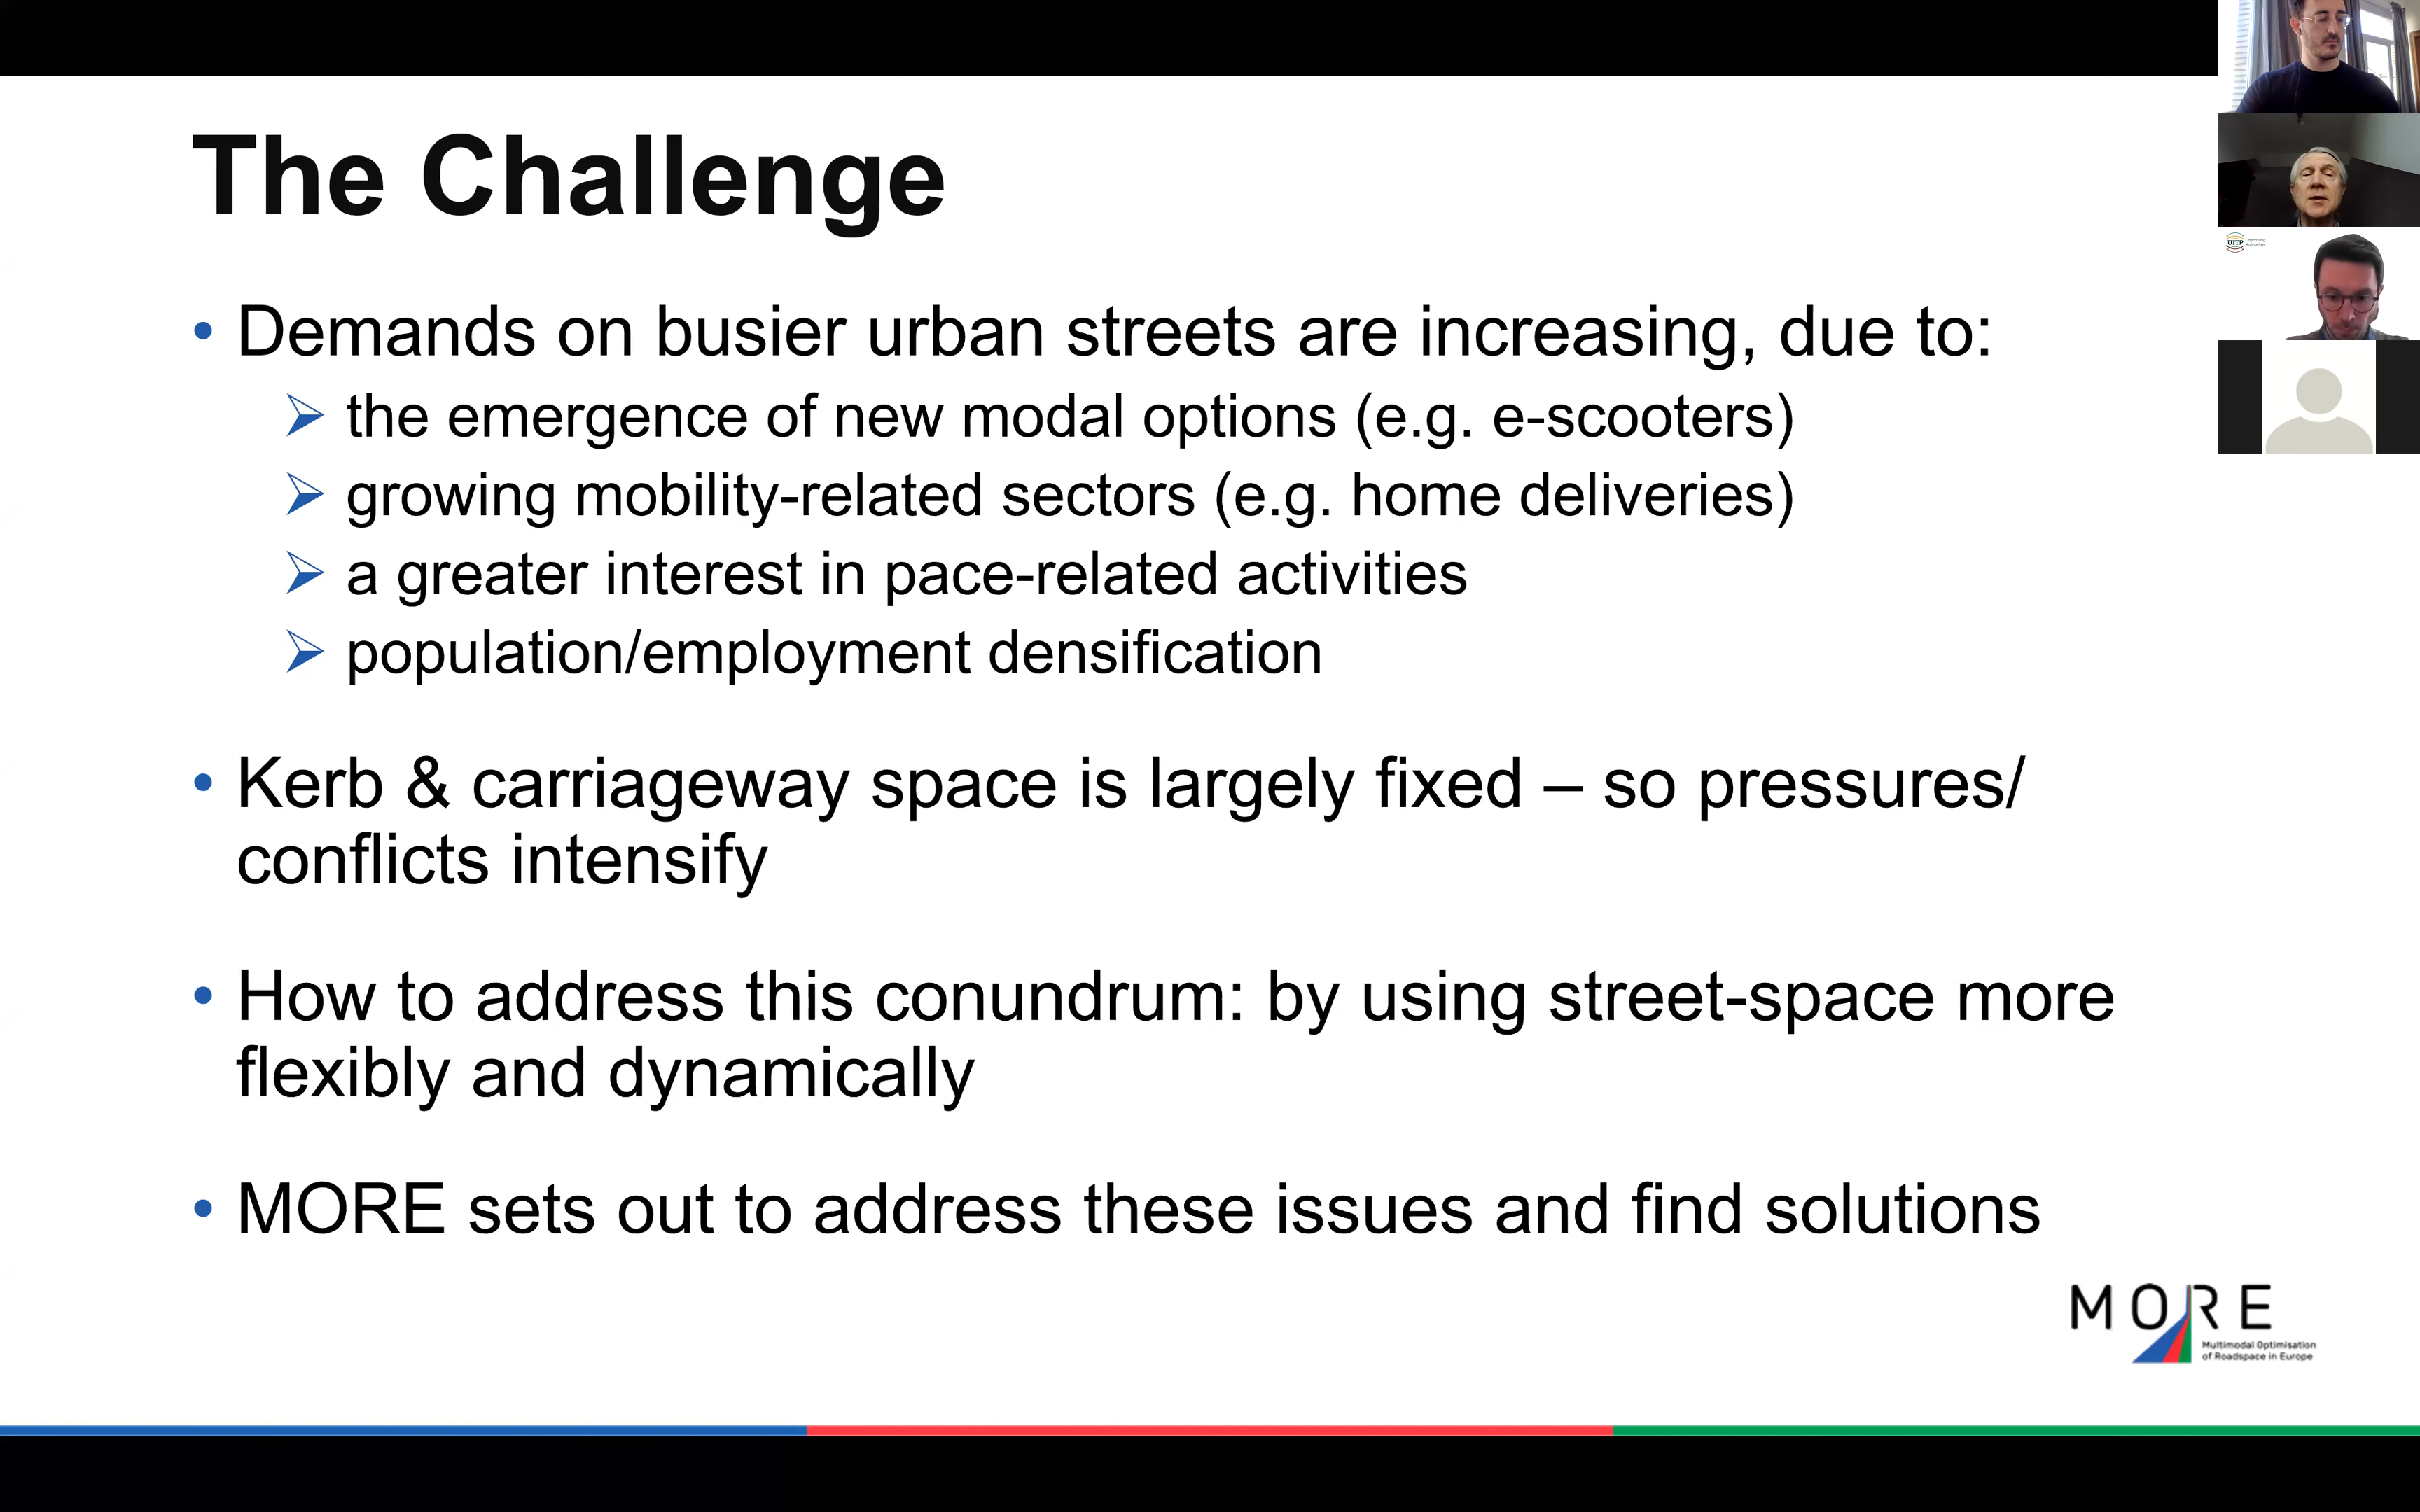 The Challenge
• Demands on busier urban streets are increasing, due to:
➢ the emergence of new modal options (e.g. e-scooters)
➢ growing mobility-related sectors (e.g. home deliveries)
➢ a greater interest in pace-related activities
➢ population/employment densification
• Kerb & carriageway space is largely fixed – so pressures/
conflicts intensify
• How to address this conundrum: by using street-space more
flexibly and dynamically
• MORE sets out to address these issues and find solutions
UITP
Organising
Authorities
MORE
Multimodal Optimisation
of Roadspace in Europe